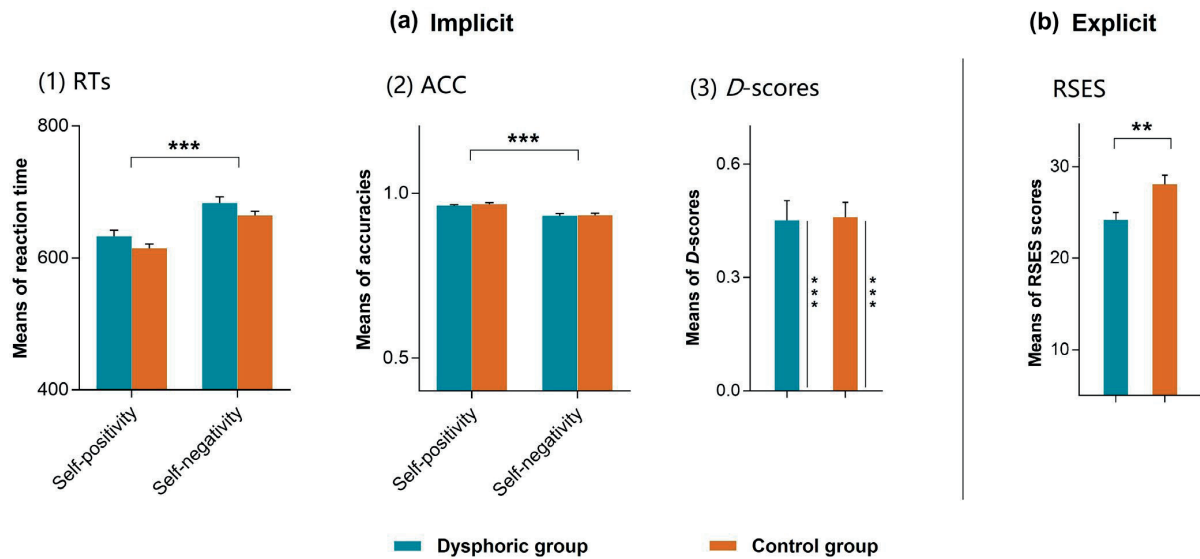 (a) Implicit
(b) Explicit
(1) RTs
(2) ACC
(3) D-scores
RSES
Means of reaction time
800
600
400
***
Self-positivity
Self-negativity
Means of accuracies
1.0
0.5
***
Self-positivity
Self-negativity
Means of D-scores
0.6
0.3
0.0
***
***
Means of RSES scores
30
20
10
**
Dysphoric group
Control group